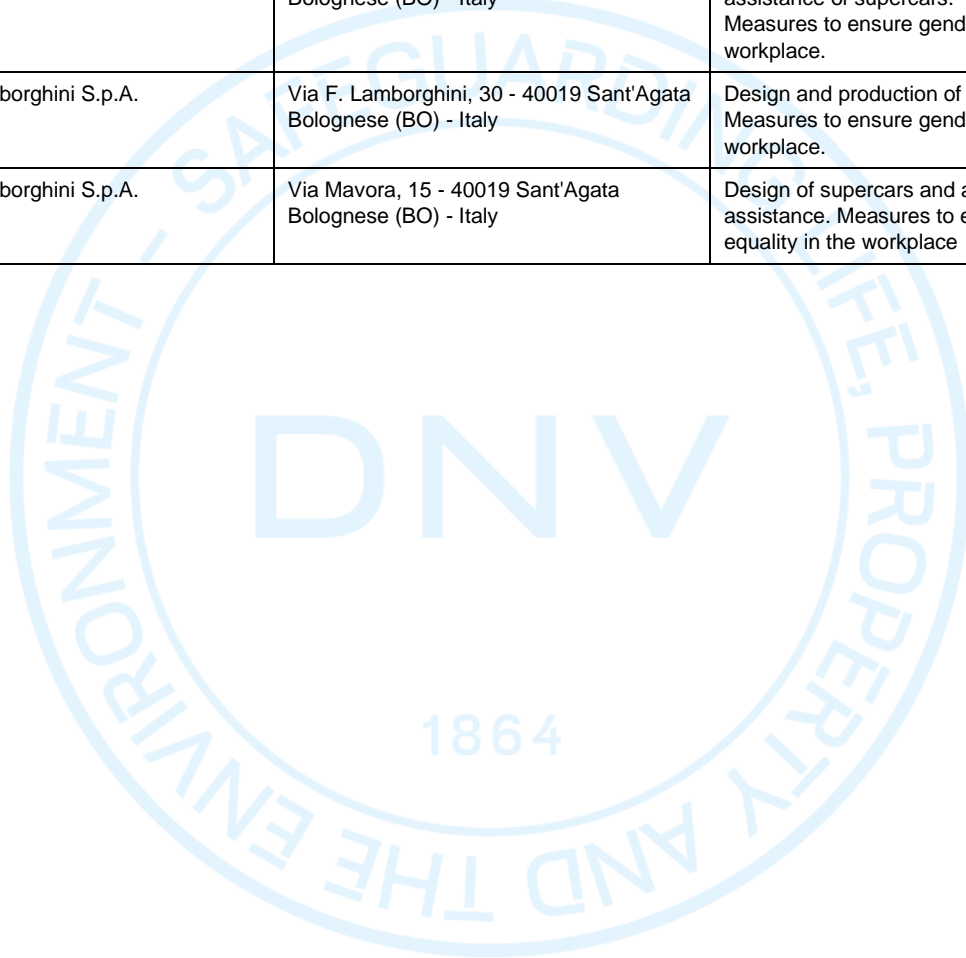 Bolognese (BO) - Italy
assistance of supercars.
Measures to ensure gend
workplace.
borghini S.p.A.
Via F. Lamborghini, 30 - 40019 Sant'Agata
Bolognese (BO) - Italy
Design and production of
Measures to ensure gend
workplace.
borghini S.p.A.
Via Mavora, 15 - 40019 Sant'Agata
Bolognese (BO) - Italy
Design of supercars and a
assistance. Measures to e
equality in the workplace
SAFEGUARDING LIFE, PROPERTY AND THE ENVIRONMENT -
DNV
1864